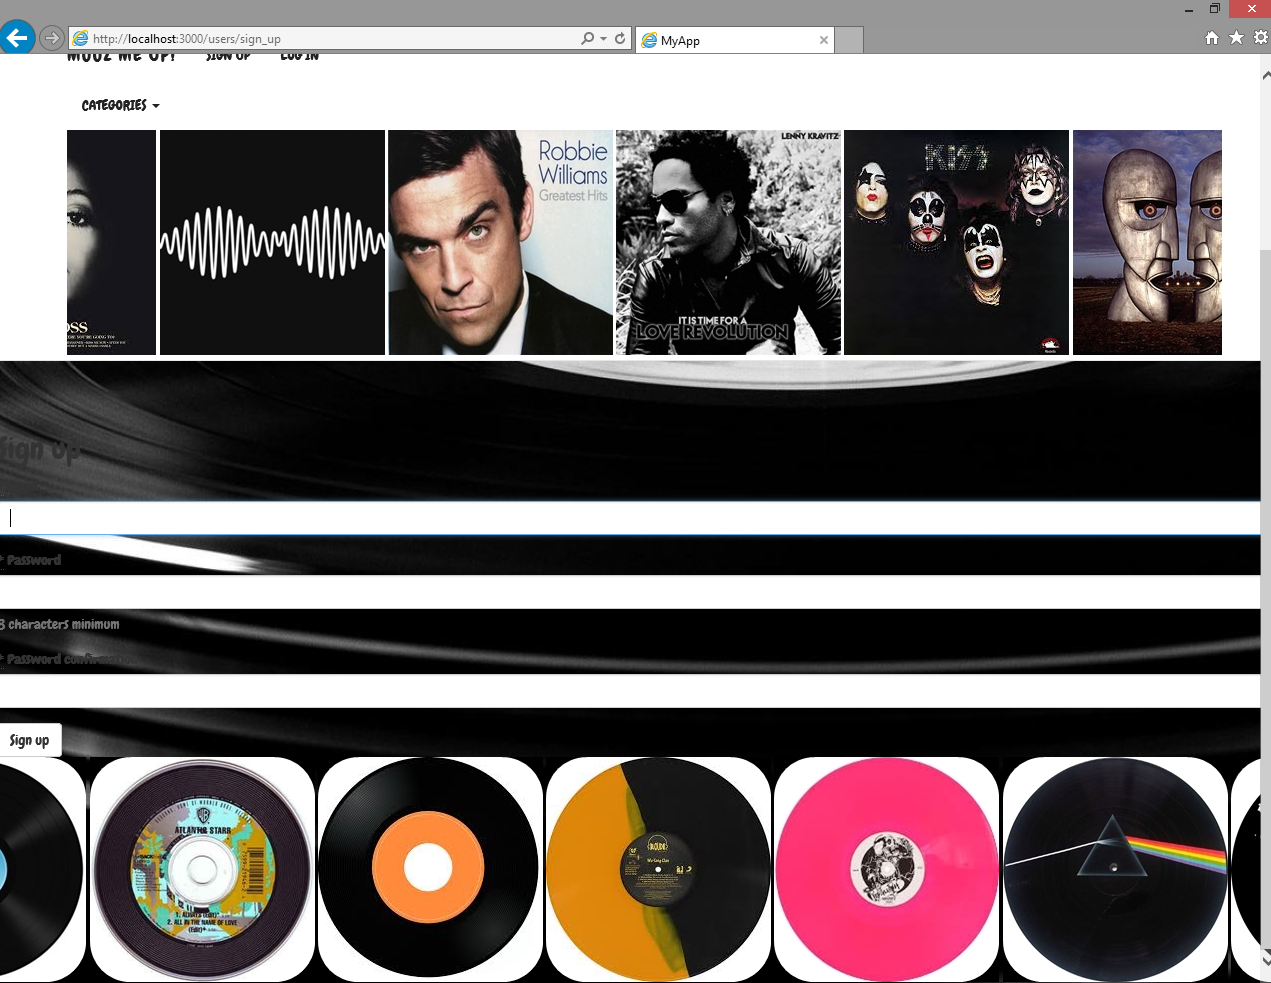 http://localhost:3000/users/sign_up
MyApp
MUUZ ME UP!
SIGN UP
LOG IN
CATEGORIES
OSS
Robbie
Williams
Greatest Hits
LENNY KRAVITZ
IT IS TIME FOR A
LOVE REVOLUTION
KISS
Sign up
* Password
8 characters minimum
* Password confirmation
Sign up
ATLANTIC STARR
1. ALWAYS (Edit)*
2. ALL IN THE NAME OF LOVE
(Edit)*